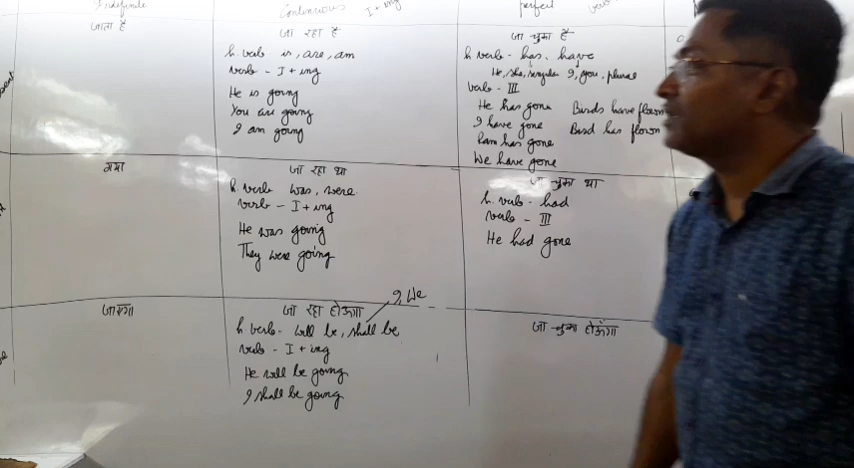 Indefinite
Continuous I + ing
perfect
जाता है
जा रहा है
h verb is, are, am
verb - I + ing
He is going
You are going
I am going
जा चुका है
h verb - has, have
He, she, singular I, you, plural
verb - III
He has gone Birds have flown
I have gone Bird has flown
Ram has gone
We have gone
गया
जा रहा था
h. verb was, were
verb - I + ing
He was going
They were going
जा चुका था
h. verb - had
verb - III
He had gone
जाएगा
जा रहा होऊंगा
I, We
h verb - will be, shall be
verb - I + ing
He will be going
I shall be going
जा चुका होऊंगा